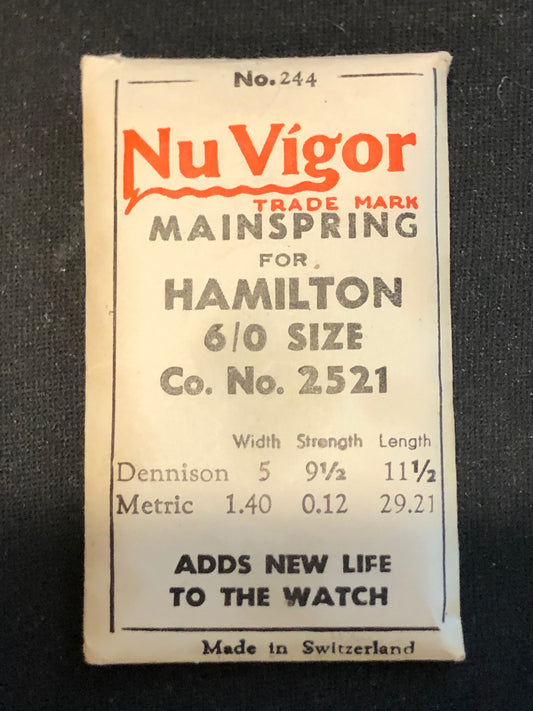 No. 244
Nu Vígor
TRADE MARK
MAINSPRING
FOR
HAMILTON
6/0 SIZE
Co. No. 2521
Width Strength Length
Dennison 5 9½ 11½
Metric 1.40 0.12 29.21
ADDS NEW LIFE
TO THE WATCH
Made in Switzerland